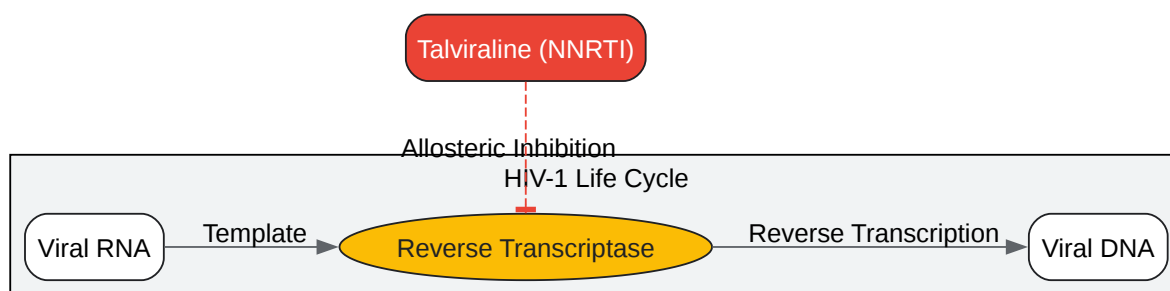 Talviraline (NNRTI)
Allosteric Inhibition
HIV-1 Life Cycle
Viral RNA
Template
Reverse Transcriptase
Reverse Transcription
Viral DNA